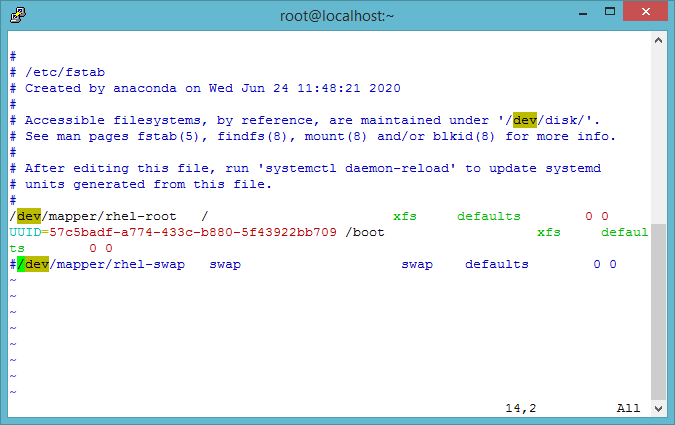 root@localhost:~
#
# /etc/fstab
# Created by anaconda on Wed Jun 24 11:48:21 2020
#
# Accessible filesystems, by reference, are maintained under '/dev/disk/'.
# See man pages fstab(5), findfs(8), mount(8) and/or blkid(8) for more info.
#
# After editing this file, run 'systemctl daemon-reload' to update systemd
# units generated from this file.
#
/dev/mapper/rhel-root   /                       xfs     defaults        0 0
UUID=57c5badf-a774-433c-b880-5f43922bb709 /boot                   xfs     defaul
ts        0 0
#/dev/mapper/rhel-swap   swap                    swap    defaults        0 0
~
~
~
~
~
~
~
~
14,2          All